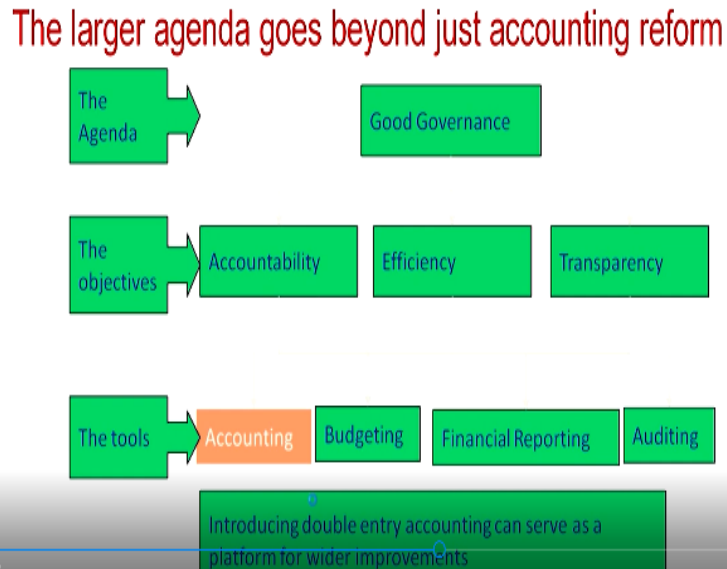 The larger agenda goes beyond just accounting reform
The
Agenda
Good Governance
The
objectives
Accountability
Efficiency
Transparency
The tools
Accounting
Budgeting
Financial Reporting
Auditing
Introducing double entry accounting can serve as a
platform for wider improvements